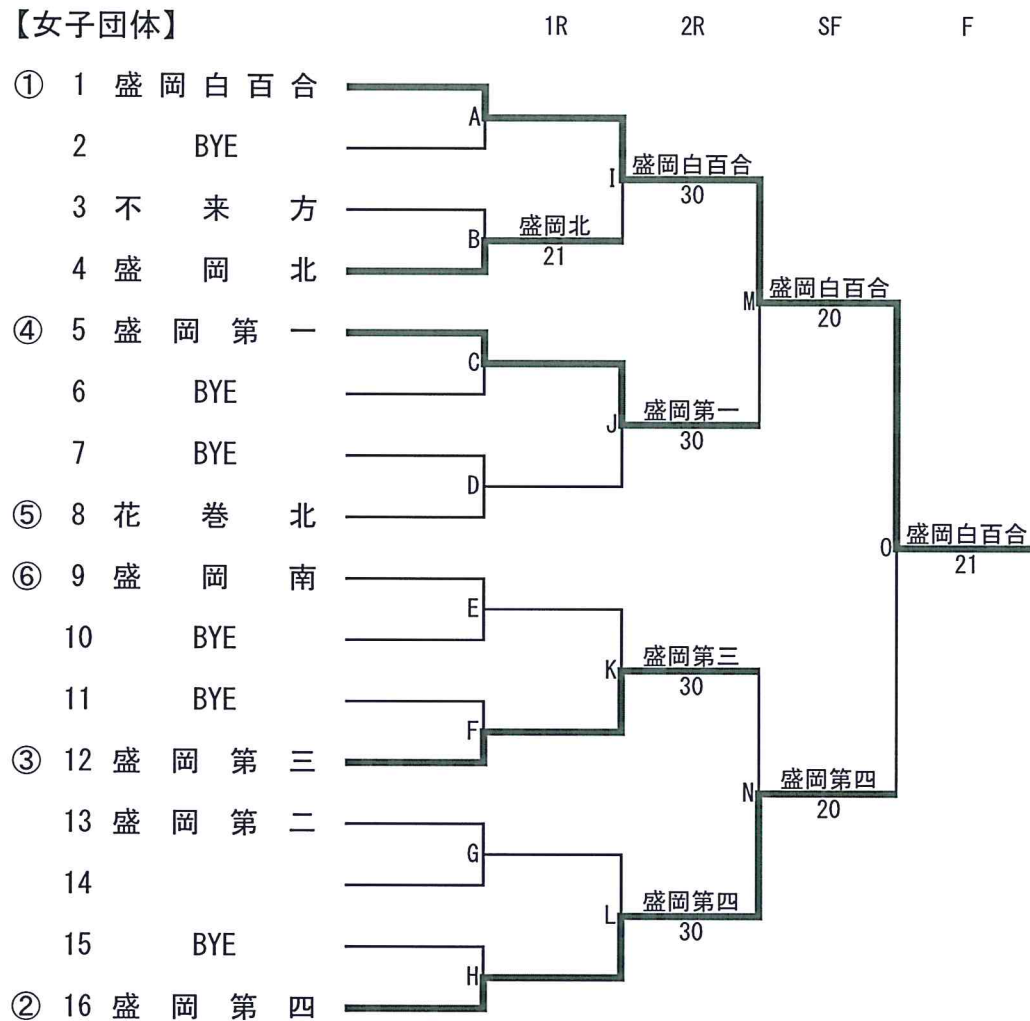 【女子団体】 1R 2R SF F
① 1 盛岡白百合
A
2 BYE
I 盛岡白百合
30
3 不来方
B 盛岡北
21
4 盛岡北
M 盛岡白百合
20
④ 5 盛岡第一
C
6 BYE
J 盛岡第一
30
7 BYE
D
⑤ 8 花巻北
O 盛岡白百合
21
⑥ 9 盛岡南
E
10 BYE
K 盛岡第三
30
11 BYE
F
③ 12 盛岡第三
N 盛岡第四
20
13 盛岡第二
G
14
L 盛岡第四
30
15 BYE
H
② 16 盛岡第四